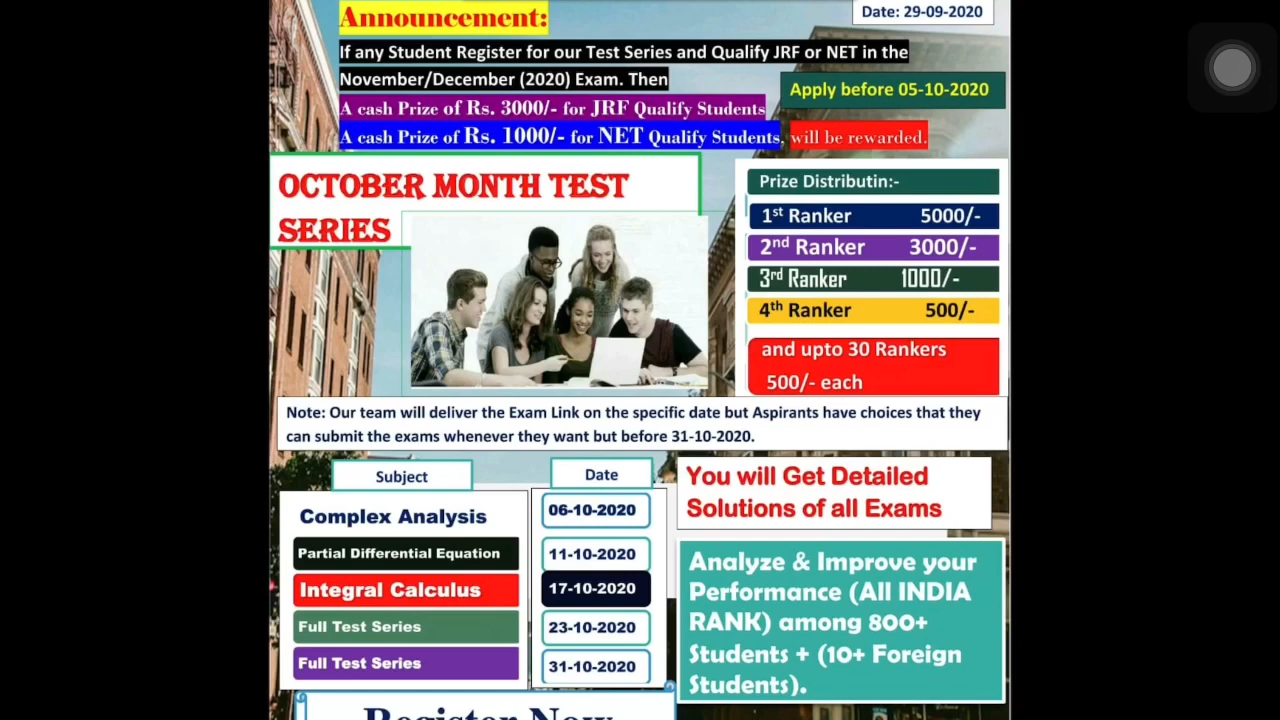 Announcement:
Date: 29-09-2020
If any Student Register for our Test Series and Qualify JRF or NET in the
November/December (2020) Exam. Then
Apply before 05-10-2020
A cash Prize of Rs. 3000/- for JRF Qualify Students
A cash Prize of Rs. 1000/- for NET Qualify Students, will be rewarded.
OCTOBER MONTH TEST
SERIES
Prize Distributin:-
1st Ranker 5000/-
2nd Ranker 3000/-
3rd Ranker 1000/-
4th Ranker 500/-
and upto 30 Rankers
500/- each
Note: Our team will deliver the Exam Link on the specific date but Aspirants have choices that they
can submit the exams whenever they want but before 31-10-2020.
Subject Date
Complex Analysis 06-10-2020
Partial Differential Equation 11-10-2020
Integral Calculus 17-10-2020
Full Test Series 23-10-2020
Full Test Series 31-10-2020
You will Get Detailed
Solutions of all Exams
Analyze & Improve your
Performance (All INDIA
RANK) among 800+
Students + (10+ Foreign
Students).
Register Now